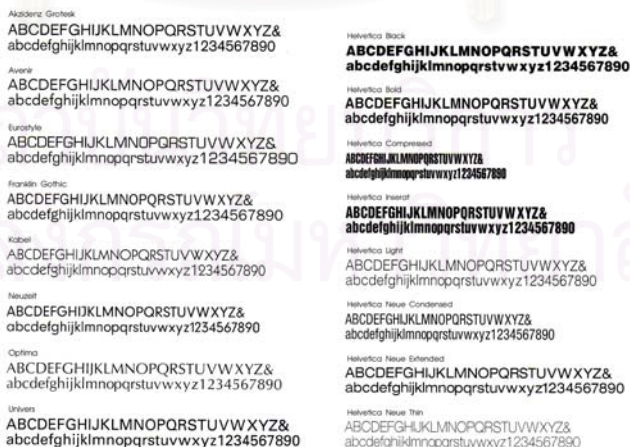 Akzidenz Grotesk
ABCDEFGHIJKLMNOPQRSTUVWXYZ&
abcdefghijklmnopqrstuvwxyz1234567890
Avenir
ABCDEFGHIJKLMNOPQRSTUVWXYZ&
abcdefghijklmnopqrstuvwxyz1234567890
Eurostyle
ABCDEFGHIJKLMNOPQRSTUVWXYZ&
abcdefghijklmnopqrstuvwxyz1234567890
Franklin Gothic
ABCDEFGHIJKLMNOPQRSTUVWXYZ&
abcdefghijklmnopqrstuvwxyz1234567890
Kabel
ABCDEFGHIJKLMNOPQRSTUVWXYZ&
abcdefghijklmnopqrstuvwxyz1234567890
Neuzeit
ABCDEFGHIJKLMNOPQRSTUVWXYZ&
abcdefghijklmnopqrstuvwxyz1234567890
Optima
ABCDEFGHIJKLMNOPQRSTUVWXYZ&
abcdefghijklmnopqrstuvwxyz1234567890
Univers
ABCDEFGHIJKLMNOPQRSTUVWXYZ&
abcdefghijklmnopqrstuvwxyz1234567890
Helvetica Black
ABCDEFGHIJKLMNOPQRSTUVWXYZ&
abcdefghijklmnopqrstuvwxyz1234567890
Helvetica Bold
ABCDEFGHIJKLMNOPQRSTUVWXYZ&
abcdefghijklmnopqrstuvwxyz1234567890
Helvetica Compressed
ABCDEFGHIJKLMNOPQRSTUVWXYZ&
abcdefghijklmnopqrstuvwxyz1234567890
Helvetica Inserat
ABCDEFGHIJKLMNOPQRSTUVWXYZ&
abcdefghijklmnopqrstuvwxyz1234567890
Helvetica Light
ABCDEFGHIJKLMNOPQRSTUVWXYZ&
abcdefghijklmnopqrstuvwxyz1234567890
Helvetica Neue Condensed
ABCDEFGHIJKLMNOPQRSTUVWXYZ&
abcdefghijklmnopqrstuvwxyz1234567890
Helvetica Neue Extended
ABCDEFGHIJKLMNOPQRSTUVWXYZ&
abcdefghijklmnopqrstuvwxyz1234567890
Helvetica Neue Thin
ABCDEFGHIJKLMNOPQRSTUVWXYZ&
abcdefghijklmnopqrstuvwxyz1234567890